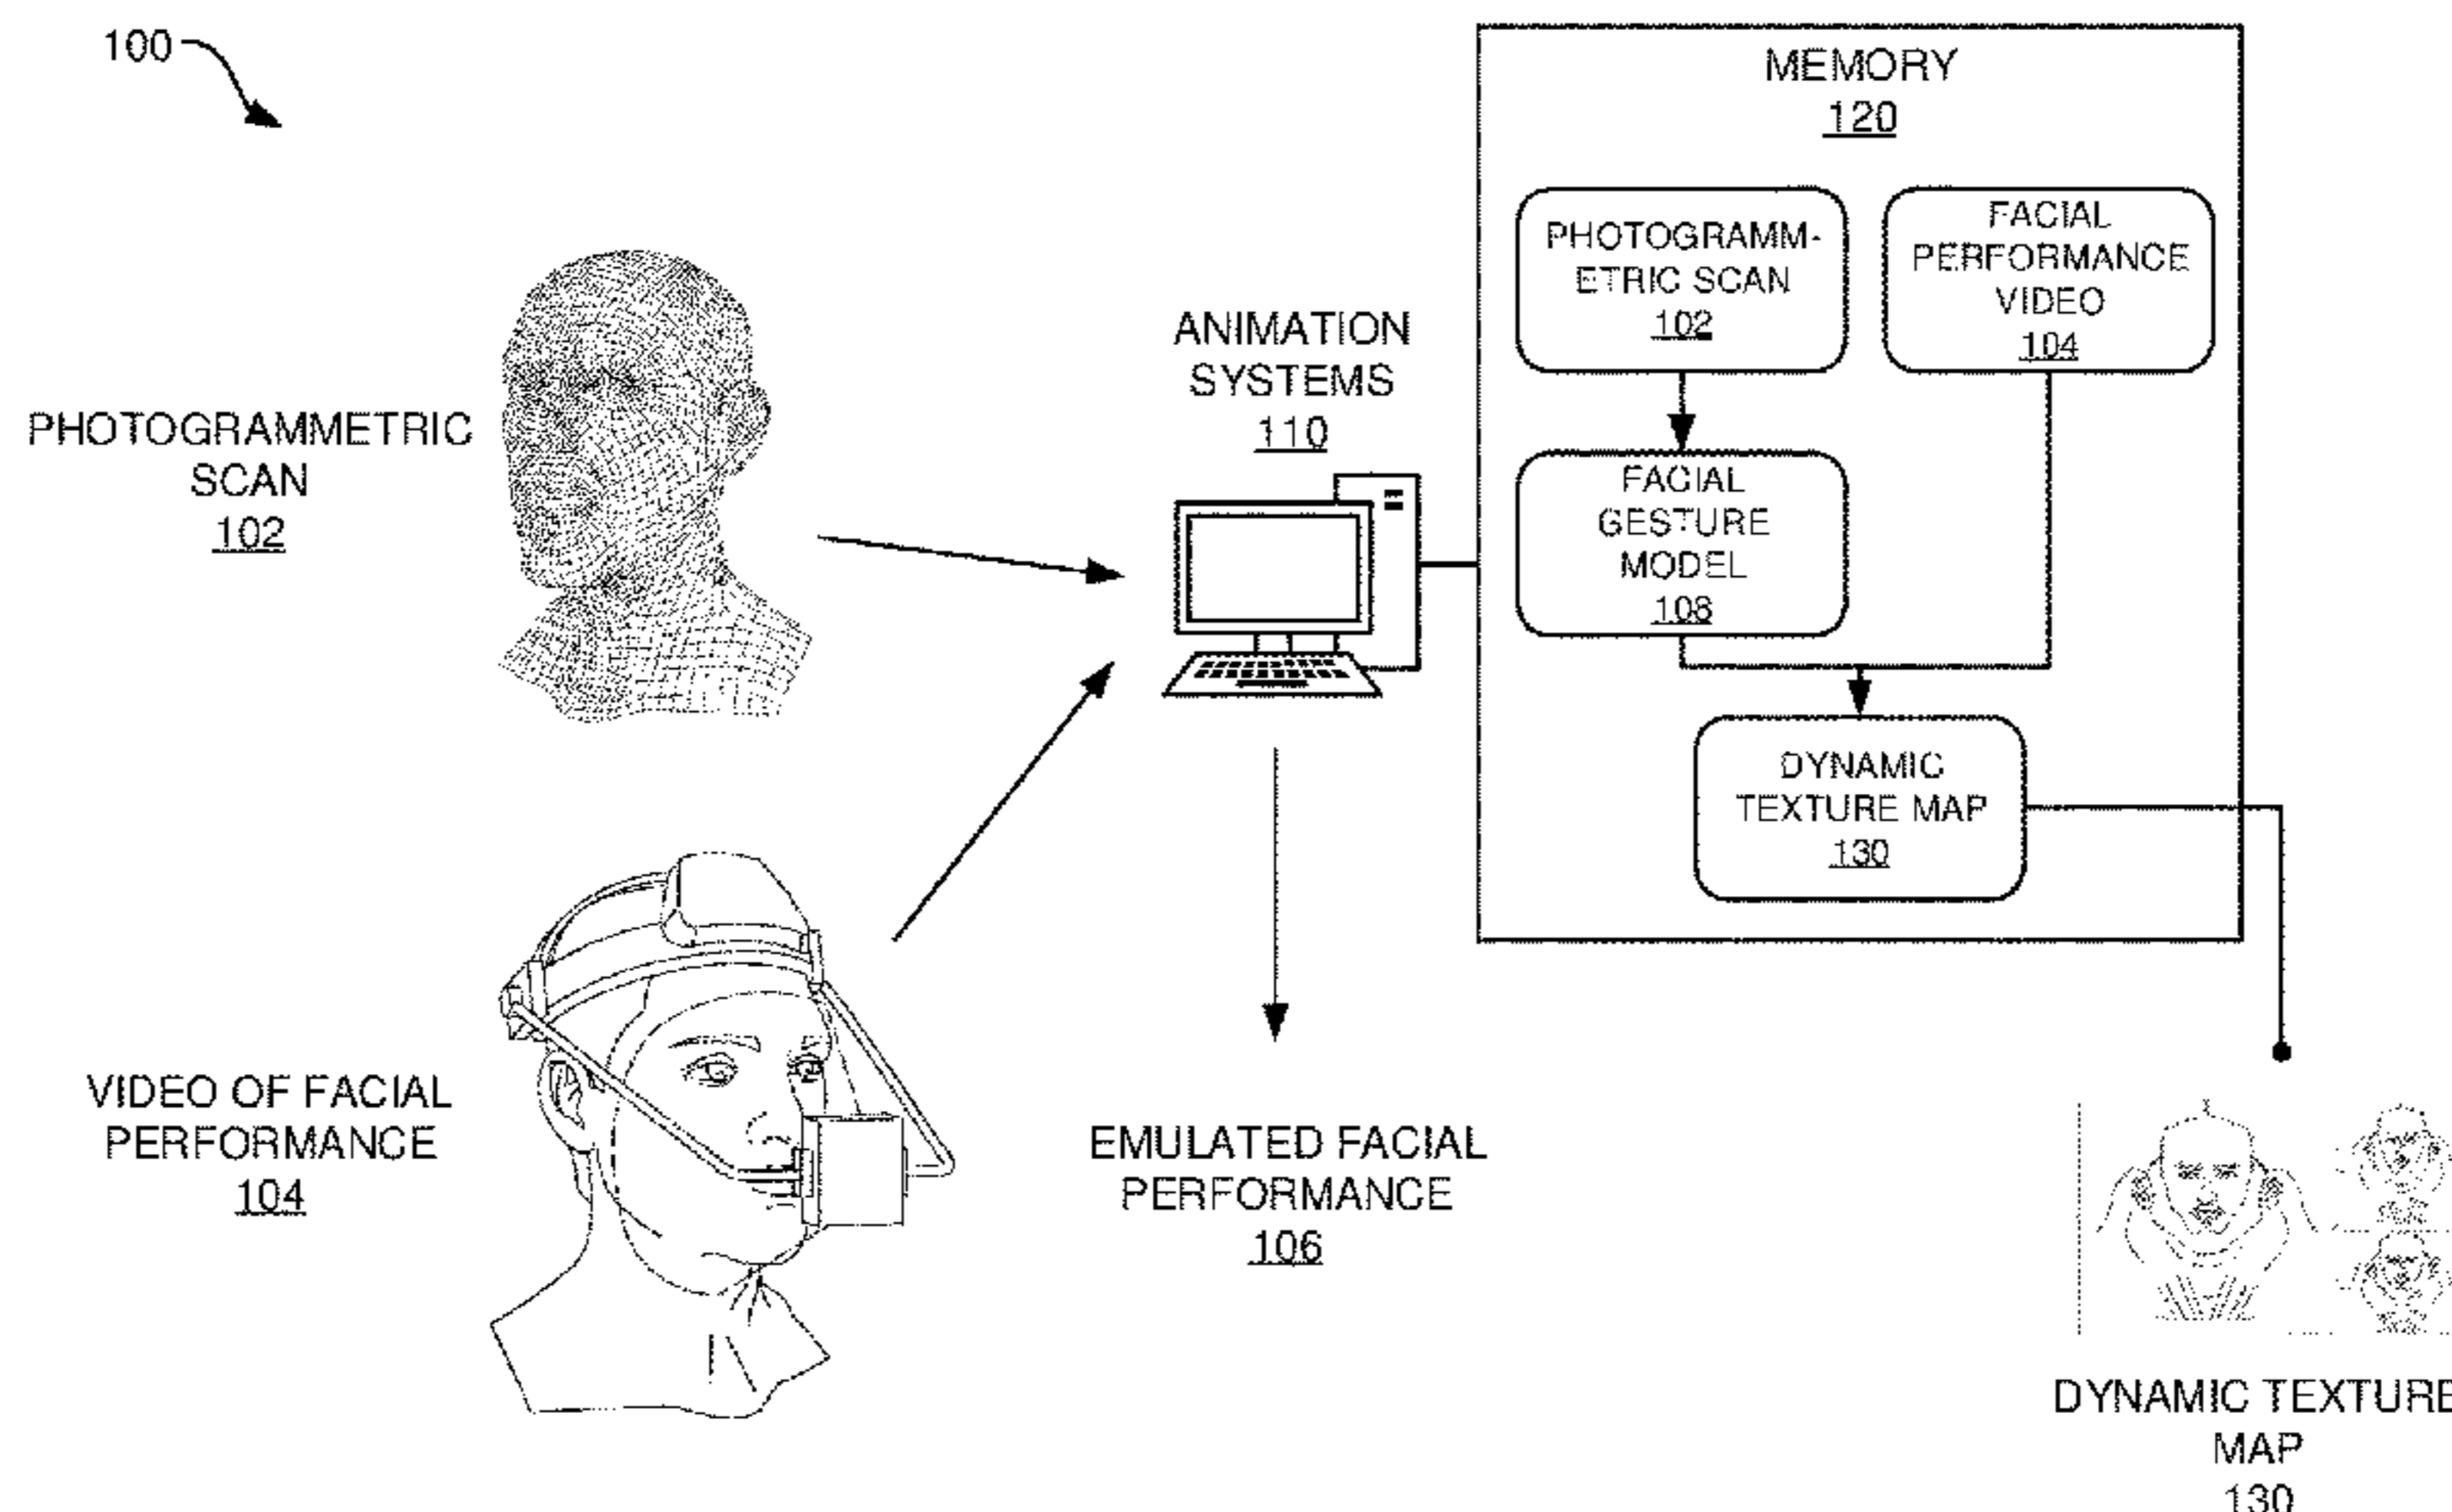 100
PHOTOGRAMMETRIC
SCAN
102
VIDEO OF FACIAL
PERFORMANCE
104
ANIMATION
SYSTEMS
110
EMULATED FACIAL
PERFORMANCE
106
MEMORY
120
PHOTOGRAMM-
ETRIC SCAN
102
FACIAL
PERFORMANCE
VIDEO
104
FACIAL
GESTURE
MODEL
108
DYNAMIC
TEXTURE MAP
130
DYNAMIC TEXTURE
MAP
130